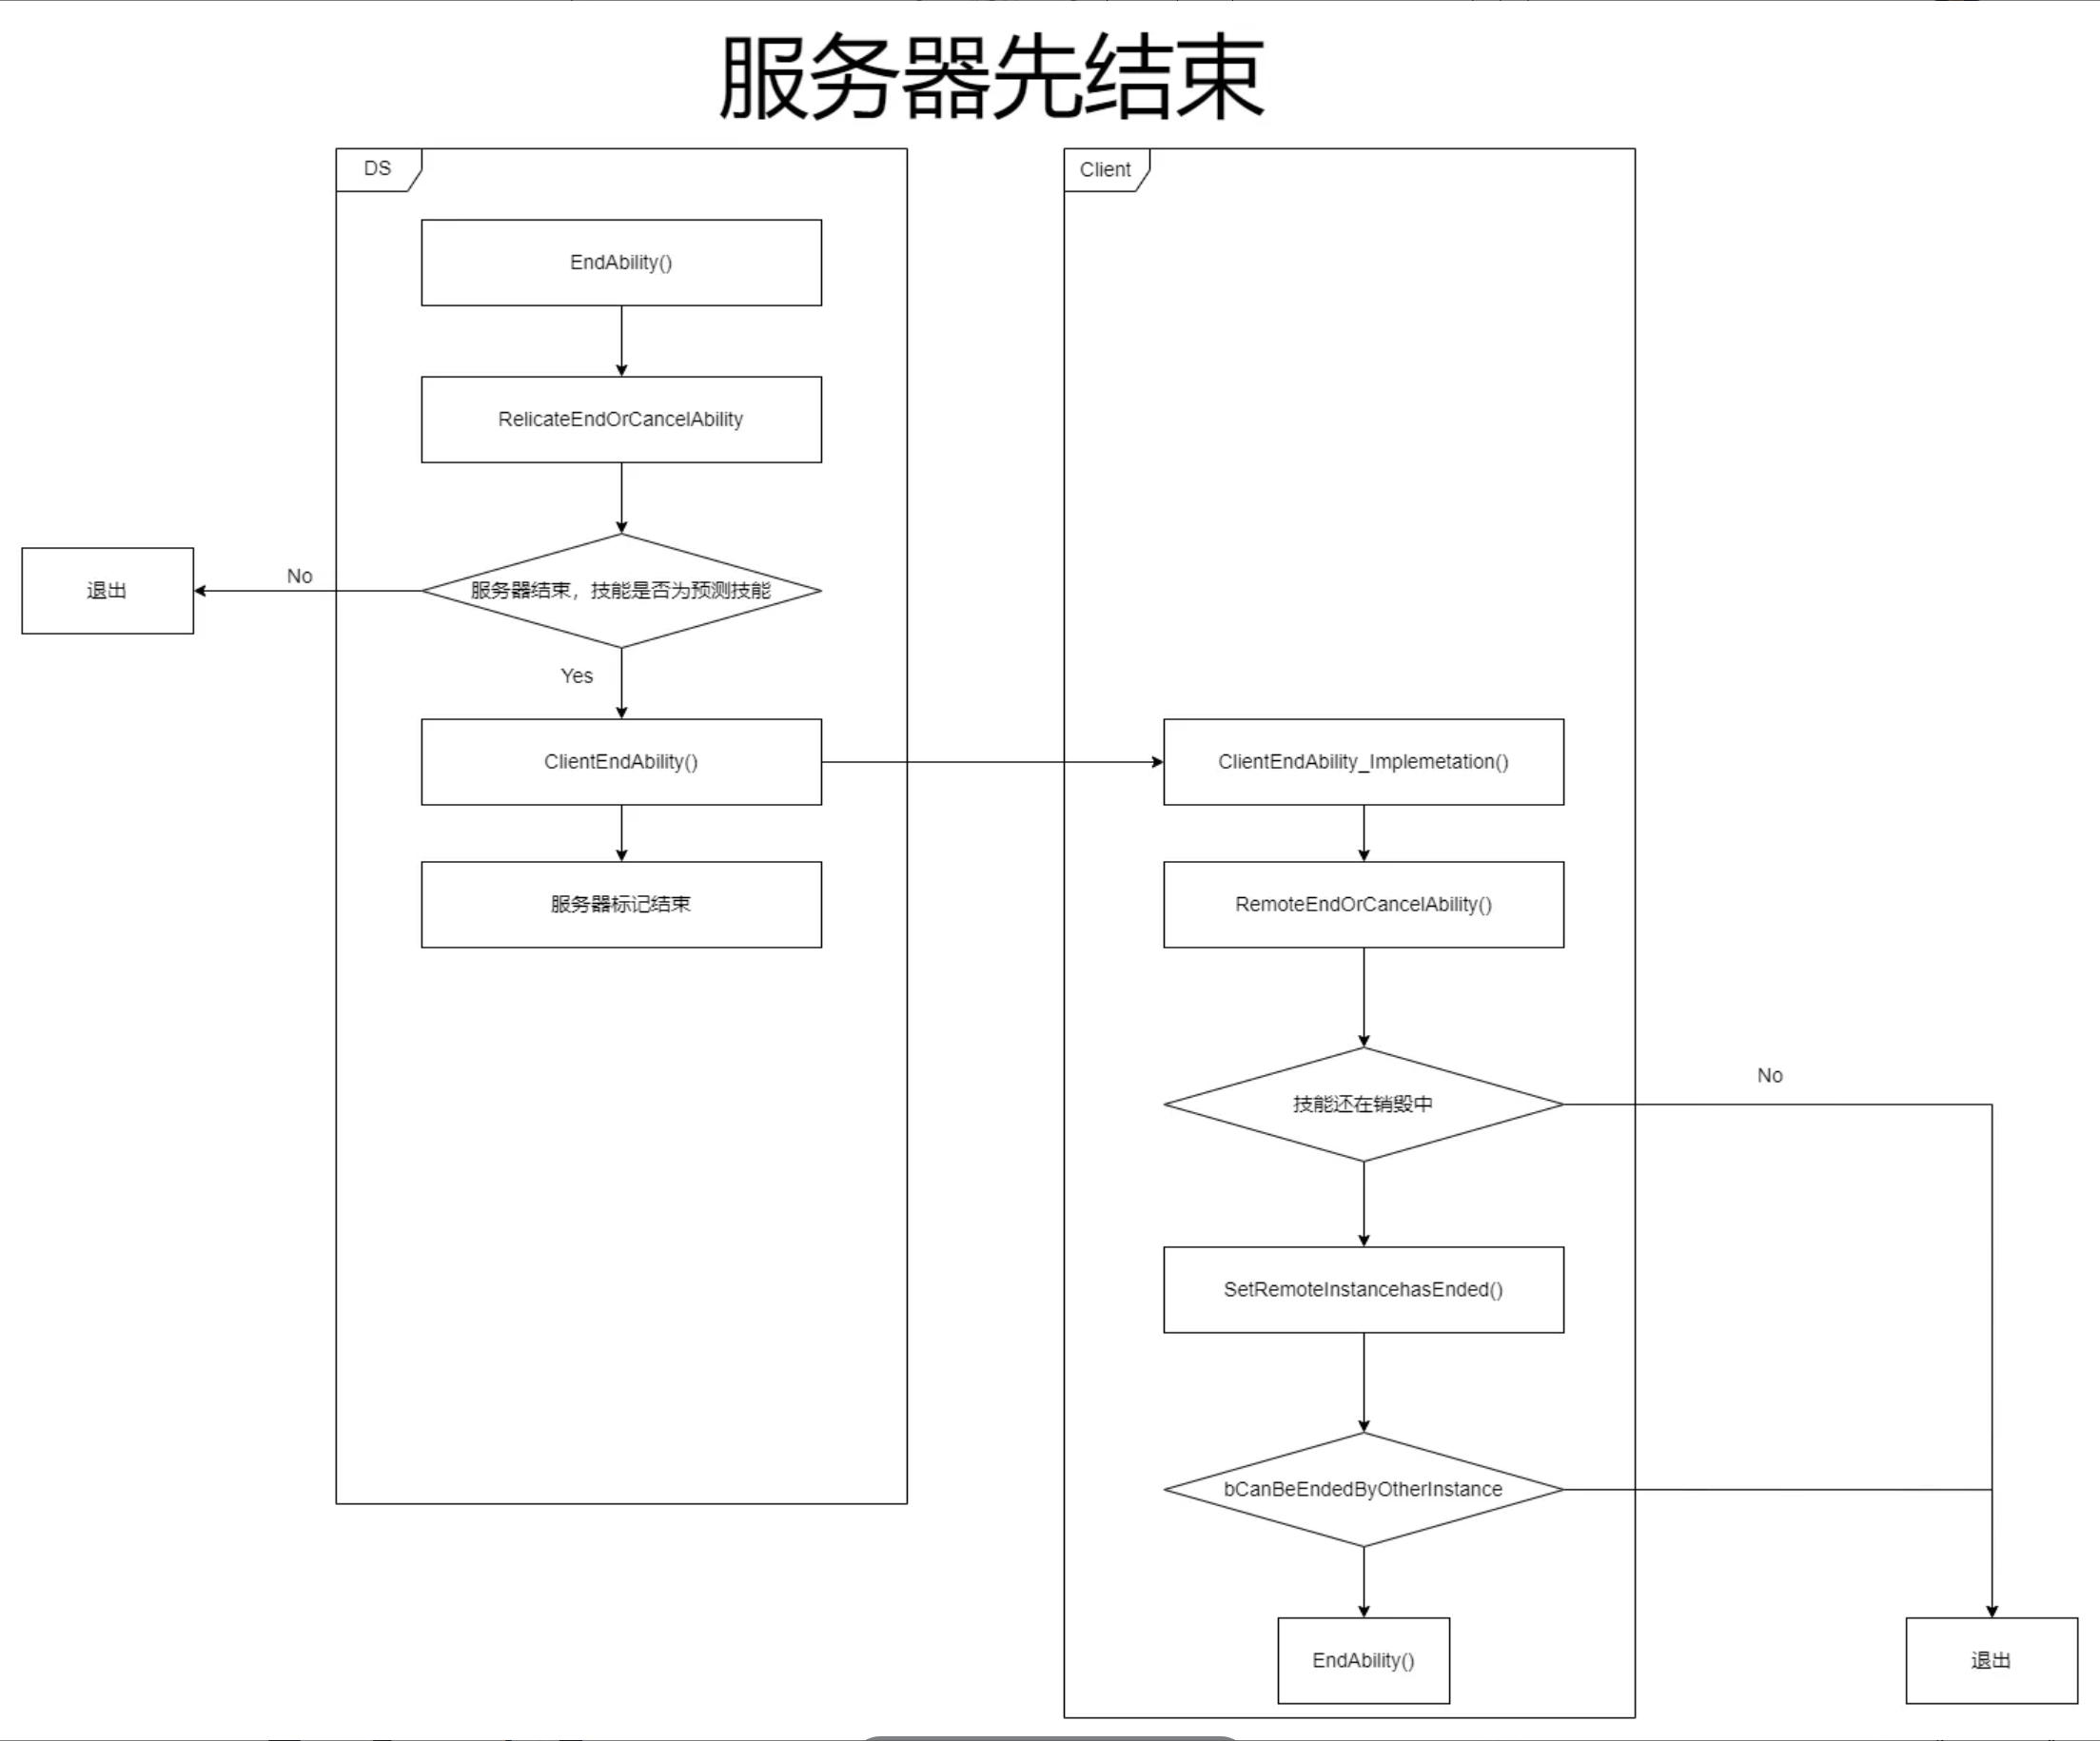 服务器先结束
DS
EndAbility()
RelicateEndOrCancelAbility
服务器结束，技能是否为预测技能
No
退出
Yes
ClientEndAbility()
服务器标记结束
Client
ClientEndAbility_Implemetation()
RemoteEndOrCancelAbility()
技能还在销毁中
No
SetRemoteInstancehasEnded()
bCanBeEndedByOtherInstance
EndAbility()
退出